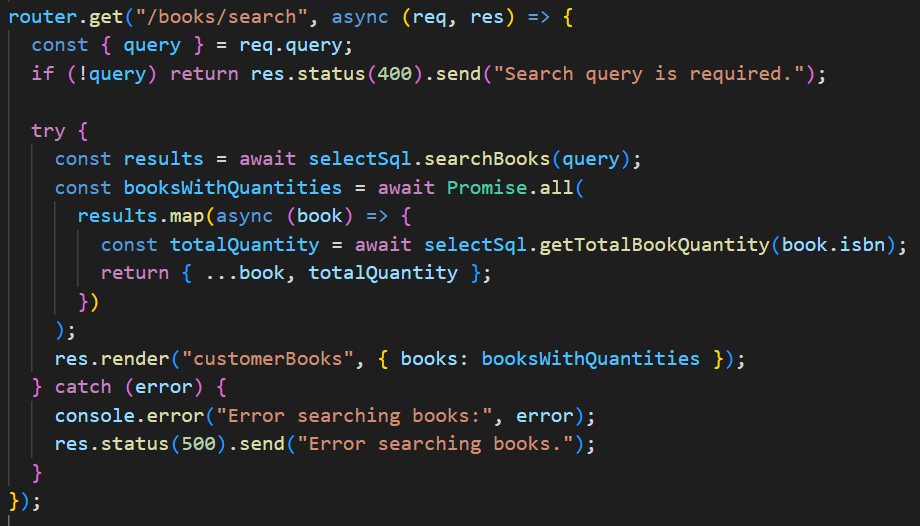 router.get("/books/search", async (req, res) => {
  const { query } = req.query;
  if (!query) return res.status(400).send("Search query is required.");

  try {
    const results = await selectSql.searchBooks(query);
    const booksWithQuantities = await Promise.all(
      results.map(async (book) => {
        const totalQuantity = await selectSql.getTotalBookQuantity(book.isbn);
        return { ...book, totalQuantity };
      })
    );
    res.render("customerBooks", { books: booksWithQuantities });
  } catch (error) {
    console.error("Error searching books:", error);
    res.status(500).send("Error searching books.");
  }
});